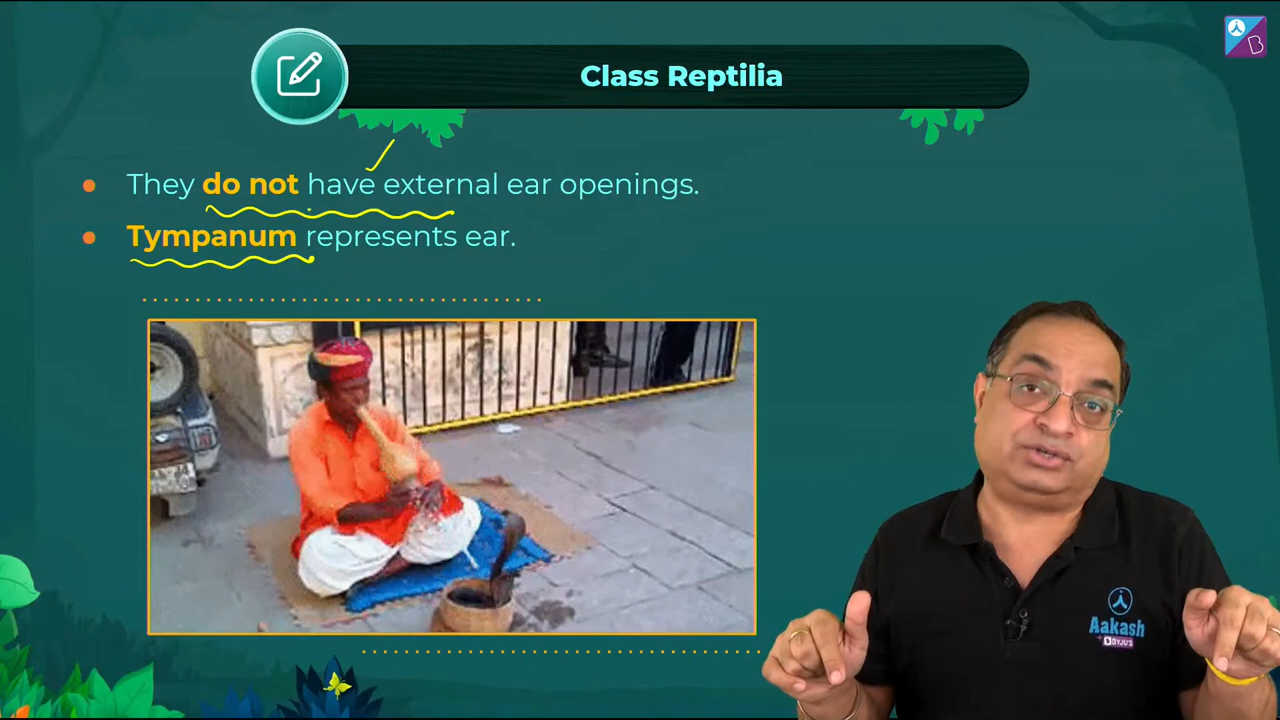 Class Reptilia
They do not have external ear openings.
Tympanum represents ear.
Aakash
BYJU'S